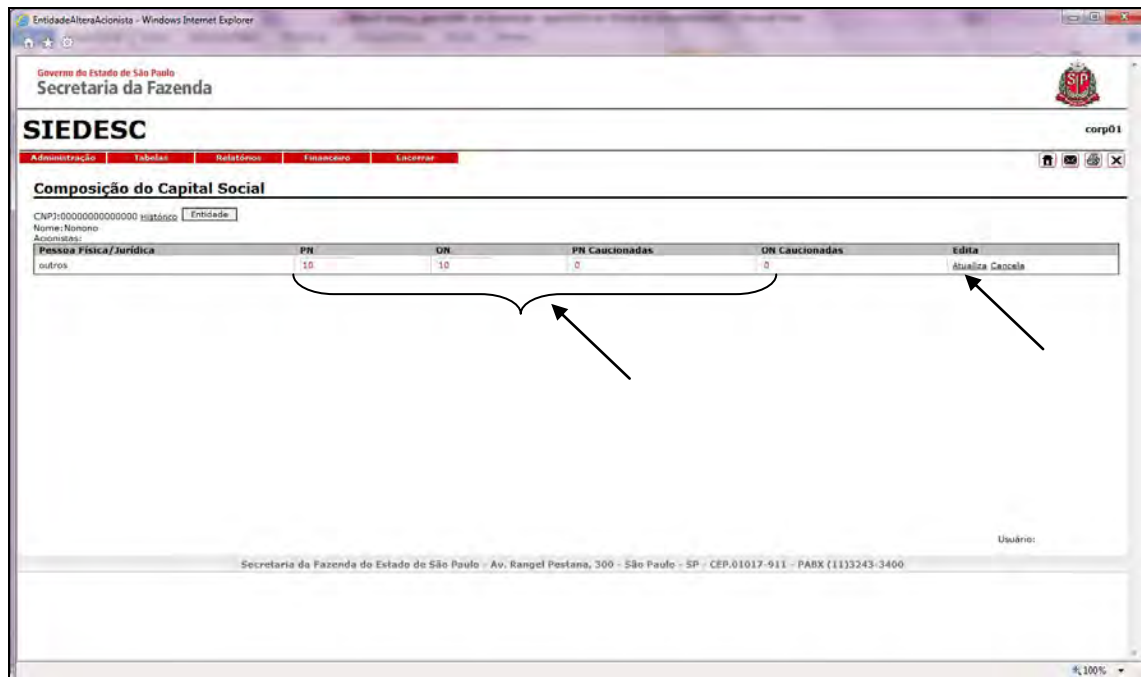 EntidadeAlteraAcionista - Windows Internet Explorer
Governo do Estado de São Paulo
Secretaria da Fazenda
SIEDESC
corp01
Administração Tabelas Relatórios Financeiro Encerrar
Composição do Capital Social
CNPJ:00000000000000 Histórico Entidade
Nome:Nonono
Acionistas:
Pessoa Física/Jurídica PN ON PN Caucionadas ON Caucionadas Edita
outros 10 10 0 0 Atualiza Cancela
Usuário:
Secretaria da Fazenda do Estado de São Paulo - Av. Rangel Pestana, 300 - São Paulo - SP - CEP.01017-911 - PABX (11)3243-3400
100%